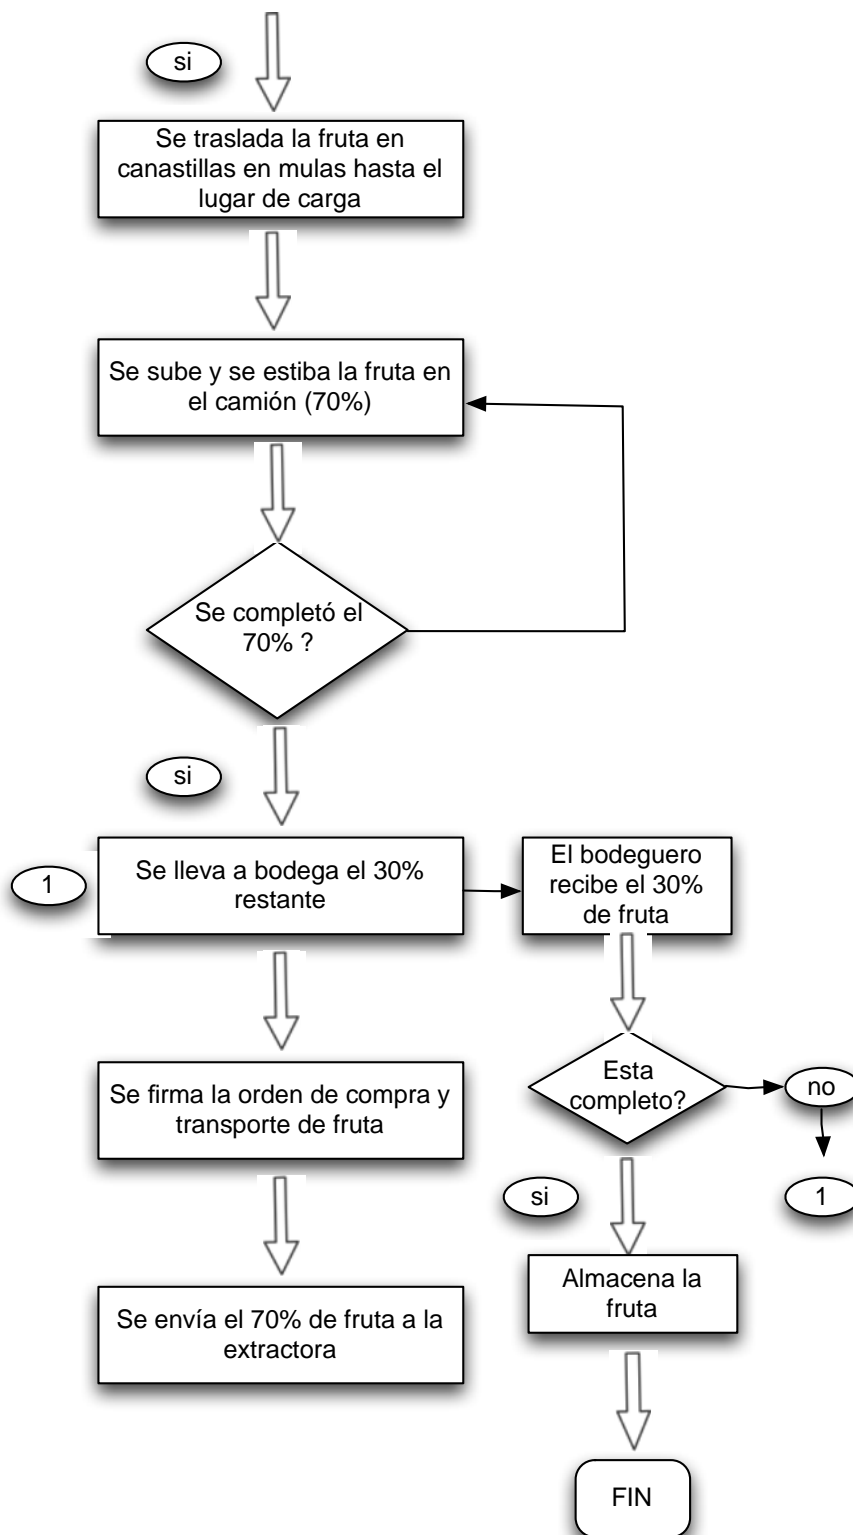 si
Se traslada la fruta en
canastillas en mulas hasta el
lugar de carga
Se sube y se estiba la fruta en
el camión (70%)
Se completó el
70% ?
si
1
Se lleva a bodega el 30%
restante
El bodeguero
recibe el 30%
de fruta
Se firma la orden de compra y
transporte de fruta
Esta
completo?
no
si
1
Se envía el 70% de fruta a la
extractora
Almacena la
fruta
FIN